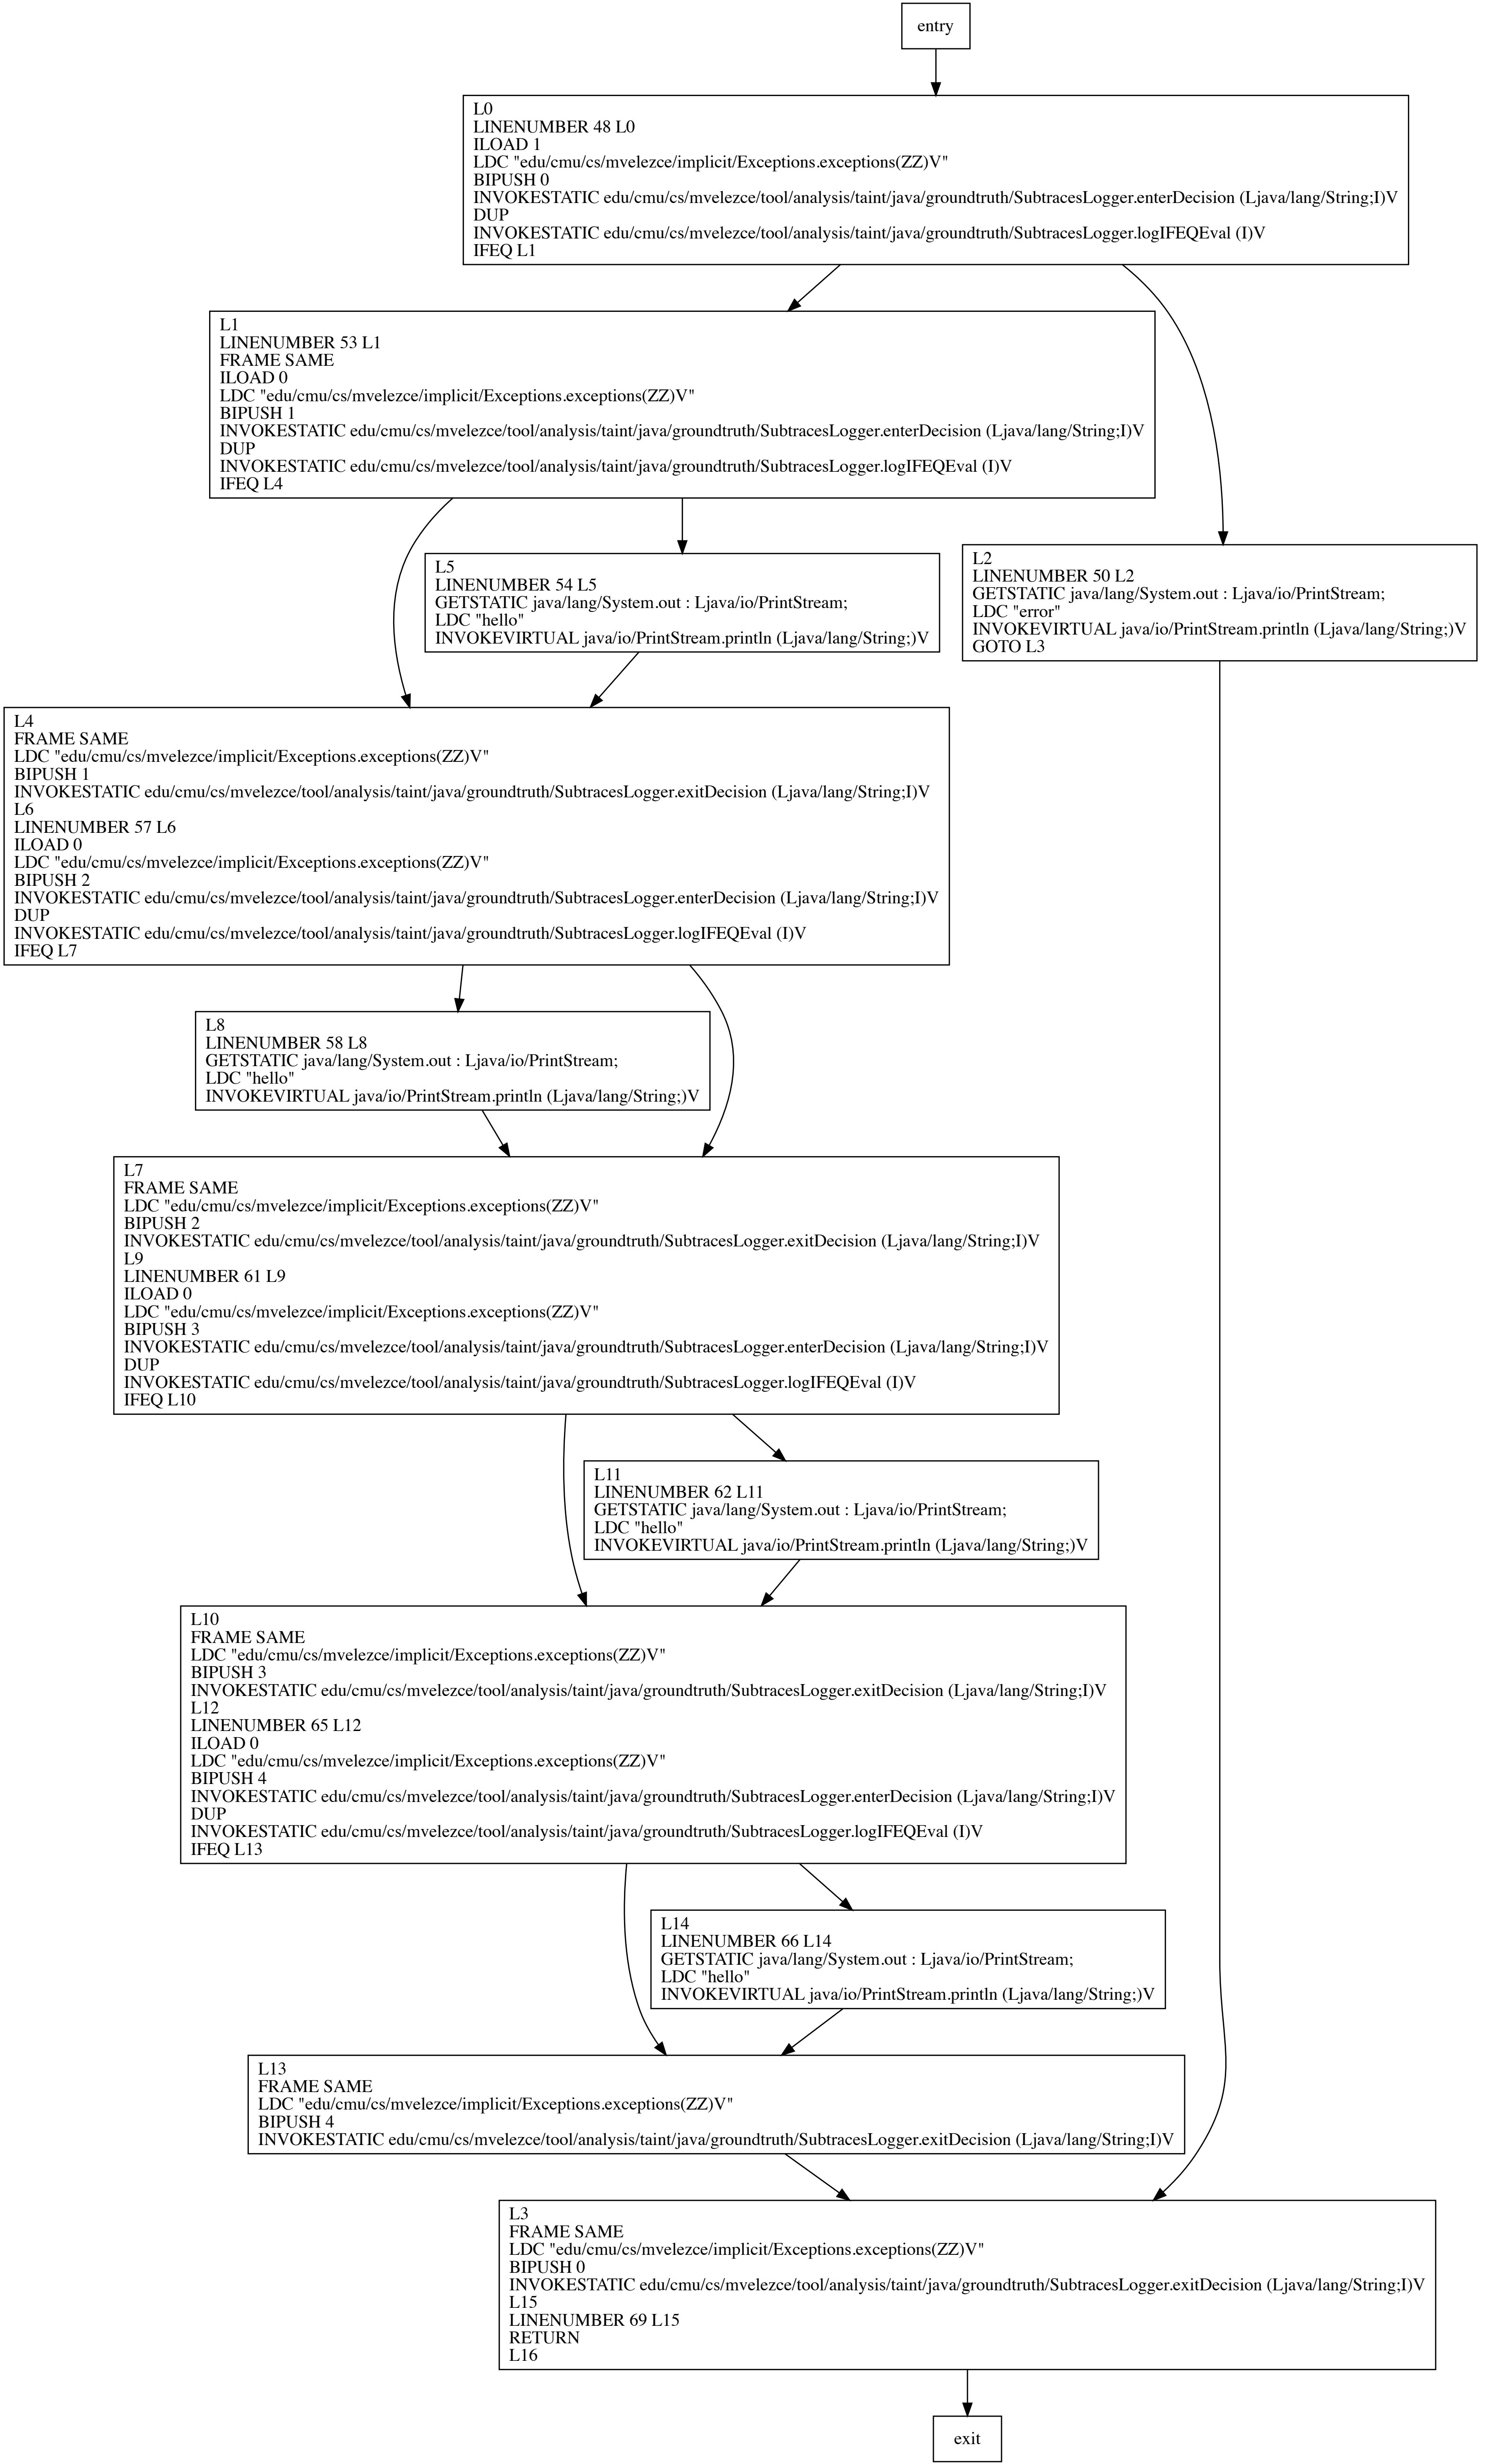 entry
L0
LINENUMBER 48 L0
ILOAD 1
LDC "edu/cmu/cs/mvelezce/implicit/Exceptions.exceptions(ZZ)V"
BIPUSH 0
INVOKESTATIC edu/cmu/cs/mvelezce/tool/analysis/taint/java/groundtruth/SubtracesLogger.enterDecision (Ljava/lang/String;I)V
DUP
INVOKESTATIC edu/cmu/cs/mvelezce/tool/analysis/taint/java/groundtruth/SubtracesLogger.logIFEQEval (I)V
IFEQ L1
L1
LINENUMBER 53 L1
FRAME SAME
ILOAD 0
LDC "edu/cmu/cs/mvelezce/implicit/Exceptions.exceptions(ZZ)V"
BIPUSH 1
INVOKESTATIC edu/cmu/cs/mvelezce/tool/analysis/taint/java/groundtruth/SubtracesLogger.enterDecision (Ljava/lang/String;I)V
DUP
INVOKESTATIC edu/cmu/cs/mvelezce/tool/analysis/taint/java/groundtruth/SubtracesLogger.logIFEQEval (I)V
IFEQ L4
L5
LINENUMBER 54 L5
GETSTATIC java/lang/System.out : Ljava/io/PrintStream;
LDC "hello"
INVOKEVIRTUAL java/io/PrintStream.println (Ljava/lang/String;)V
L2
LINENUMBER 50 L2
GETSTATIC java/lang/System.out : Ljava/io/PrintStream;
LDC "error"
INVOKEVIRTUAL java/io/PrintStream.println (Ljava/lang/String;)V
GOTO L3
L4
FRAME SAME
LDC "edu/cmu/cs/mvelezce/implicit/Exceptions.exceptions(ZZ)V"
BIPUSH 1
INVOKESTATIC edu/cmu/cs/mvelezce/tool/analysis/taint/java/groundtruth/SubtracesLogger.exitDecision (Ljava/lang/String;I)V
L6
LINENUMBER 57 L6
ILOAD 0
LDC "edu/cmu/cs/mvelezce/implicit/Exceptions.exceptions(ZZ)V"
BIPUSH 2
INVOKESTATIC edu/cmu/cs/mvelezce/tool/analysis/taint/java/groundtruth/SubtracesLogger.enterDecision (Ljava/lang/String;I)V
DUP
INVOKESTATIC edu/cmu/cs/mvelezce/tool/analysis/taint/java/groundtruth/SubtracesLogger.logIFEQEval (I)V
IFEQ L7
L8
LINENUMBER 58 L8
GETSTATIC java/lang/System.out : Ljava/io/PrintStream;
LDC "hello"
INVOKEVIRTUAL java/io/PrintStream.println (Ljava/lang/String;)V
L7
FRAME SAME
LDC "edu/cmu/cs/mvelezce/implicit/Exceptions.exceptions(ZZ)V"
BIPUSH 2
INVOKESTATIC edu/cmu/cs/mvelezce/tool/analysis/taint/java/groundtruth/SubtracesLogger.exitDecision (Ljava/lang/String;I)V
L9
LINENUMBER 61 L9
ILOAD 0
LDC "edu/cmu/cs/mvelezce/implicit/Exceptions.exceptions(ZZ)V"
BIPUSH 3
INVOKESTATIC edu/cmu/cs/mvelezce/tool/analysis/taint/java/groundtruth/SubtracesLogger.enterDecision (Ljava/lang/String;I)V
DUP
INVOKESTATIC edu/cmu/cs/mvelezce/tool/analysis/taint/java/groundtruth/SubtracesLogger.logIFEQEval (I)V
IFEQ L10
L11
LINENUMBER 62 L11
GETSTATIC java/lang/System.out : Ljava/io/PrintStream;
LDC "hello"
INVOKEVIRTUAL java/io/PrintStream.println (Ljava/lang/String;)V
L10
FRAME SAME
LDC "edu/cmu/cs/mvelezce/implicit/Exceptions.exceptions(ZZ)V"
BIPUSH 3
INVOKESTATIC edu/cmu/cs/mvelezce/tool/analysis/taint/java/groundtruth/SubtracesLogger.exitDecision (Ljava/lang/String;I)V
L12
LINENUMBER 65 L12
ILOAD 0
LDC "edu/cmu/cs/mvelezce/implicit/Exceptions.exceptions(ZZ)V"
BIPUSH 4
INVOKESTATIC edu/cmu/cs/mvelezce/tool/analysis/taint/java/groundtruth/SubtracesLogger.enterDecision (Ljava/lang/String;I)V
DUP
INVOKESTATIC edu/cmu/cs/mvelezce/tool/analysis/taint/java/groundtruth/SubtracesLogger.logIFEQEval (I)V
IFEQ L13
L14
LINENUMBER 66 L14
GETSTATIC java/lang/System.out : Ljava/io/PrintStream;
LDC "hello"
INVOKEVIRTUAL java/io/PrintStream.println (Ljava/lang/String;)V
L13
FRAME SAME
LDC "edu/cmu/cs/mvelezce/implicit/Exceptions.exceptions(ZZ)V"
BIPUSH 4
INVOKESTATIC edu/cmu/cs/mvelezce/tool/analysis/taint/java/groundtruth/SubtracesLogger.exitDecision (Ljava/lang/String;I)V
L3
FRAME SAME
LDC "edu/cmu/cs/mvelezce/implicit/Exceptions.exceptions(ZZ)V"
BIPUSH 0
INVOKESTATIC edu/cmu/cs/mvelezce/tool/analysis/taint/java/groundtruth/SubtracesLogger.exitDecision (Ljava/lang/String;I)V
L15
LINENUMBER 69 L15
RETURN
L16
exit